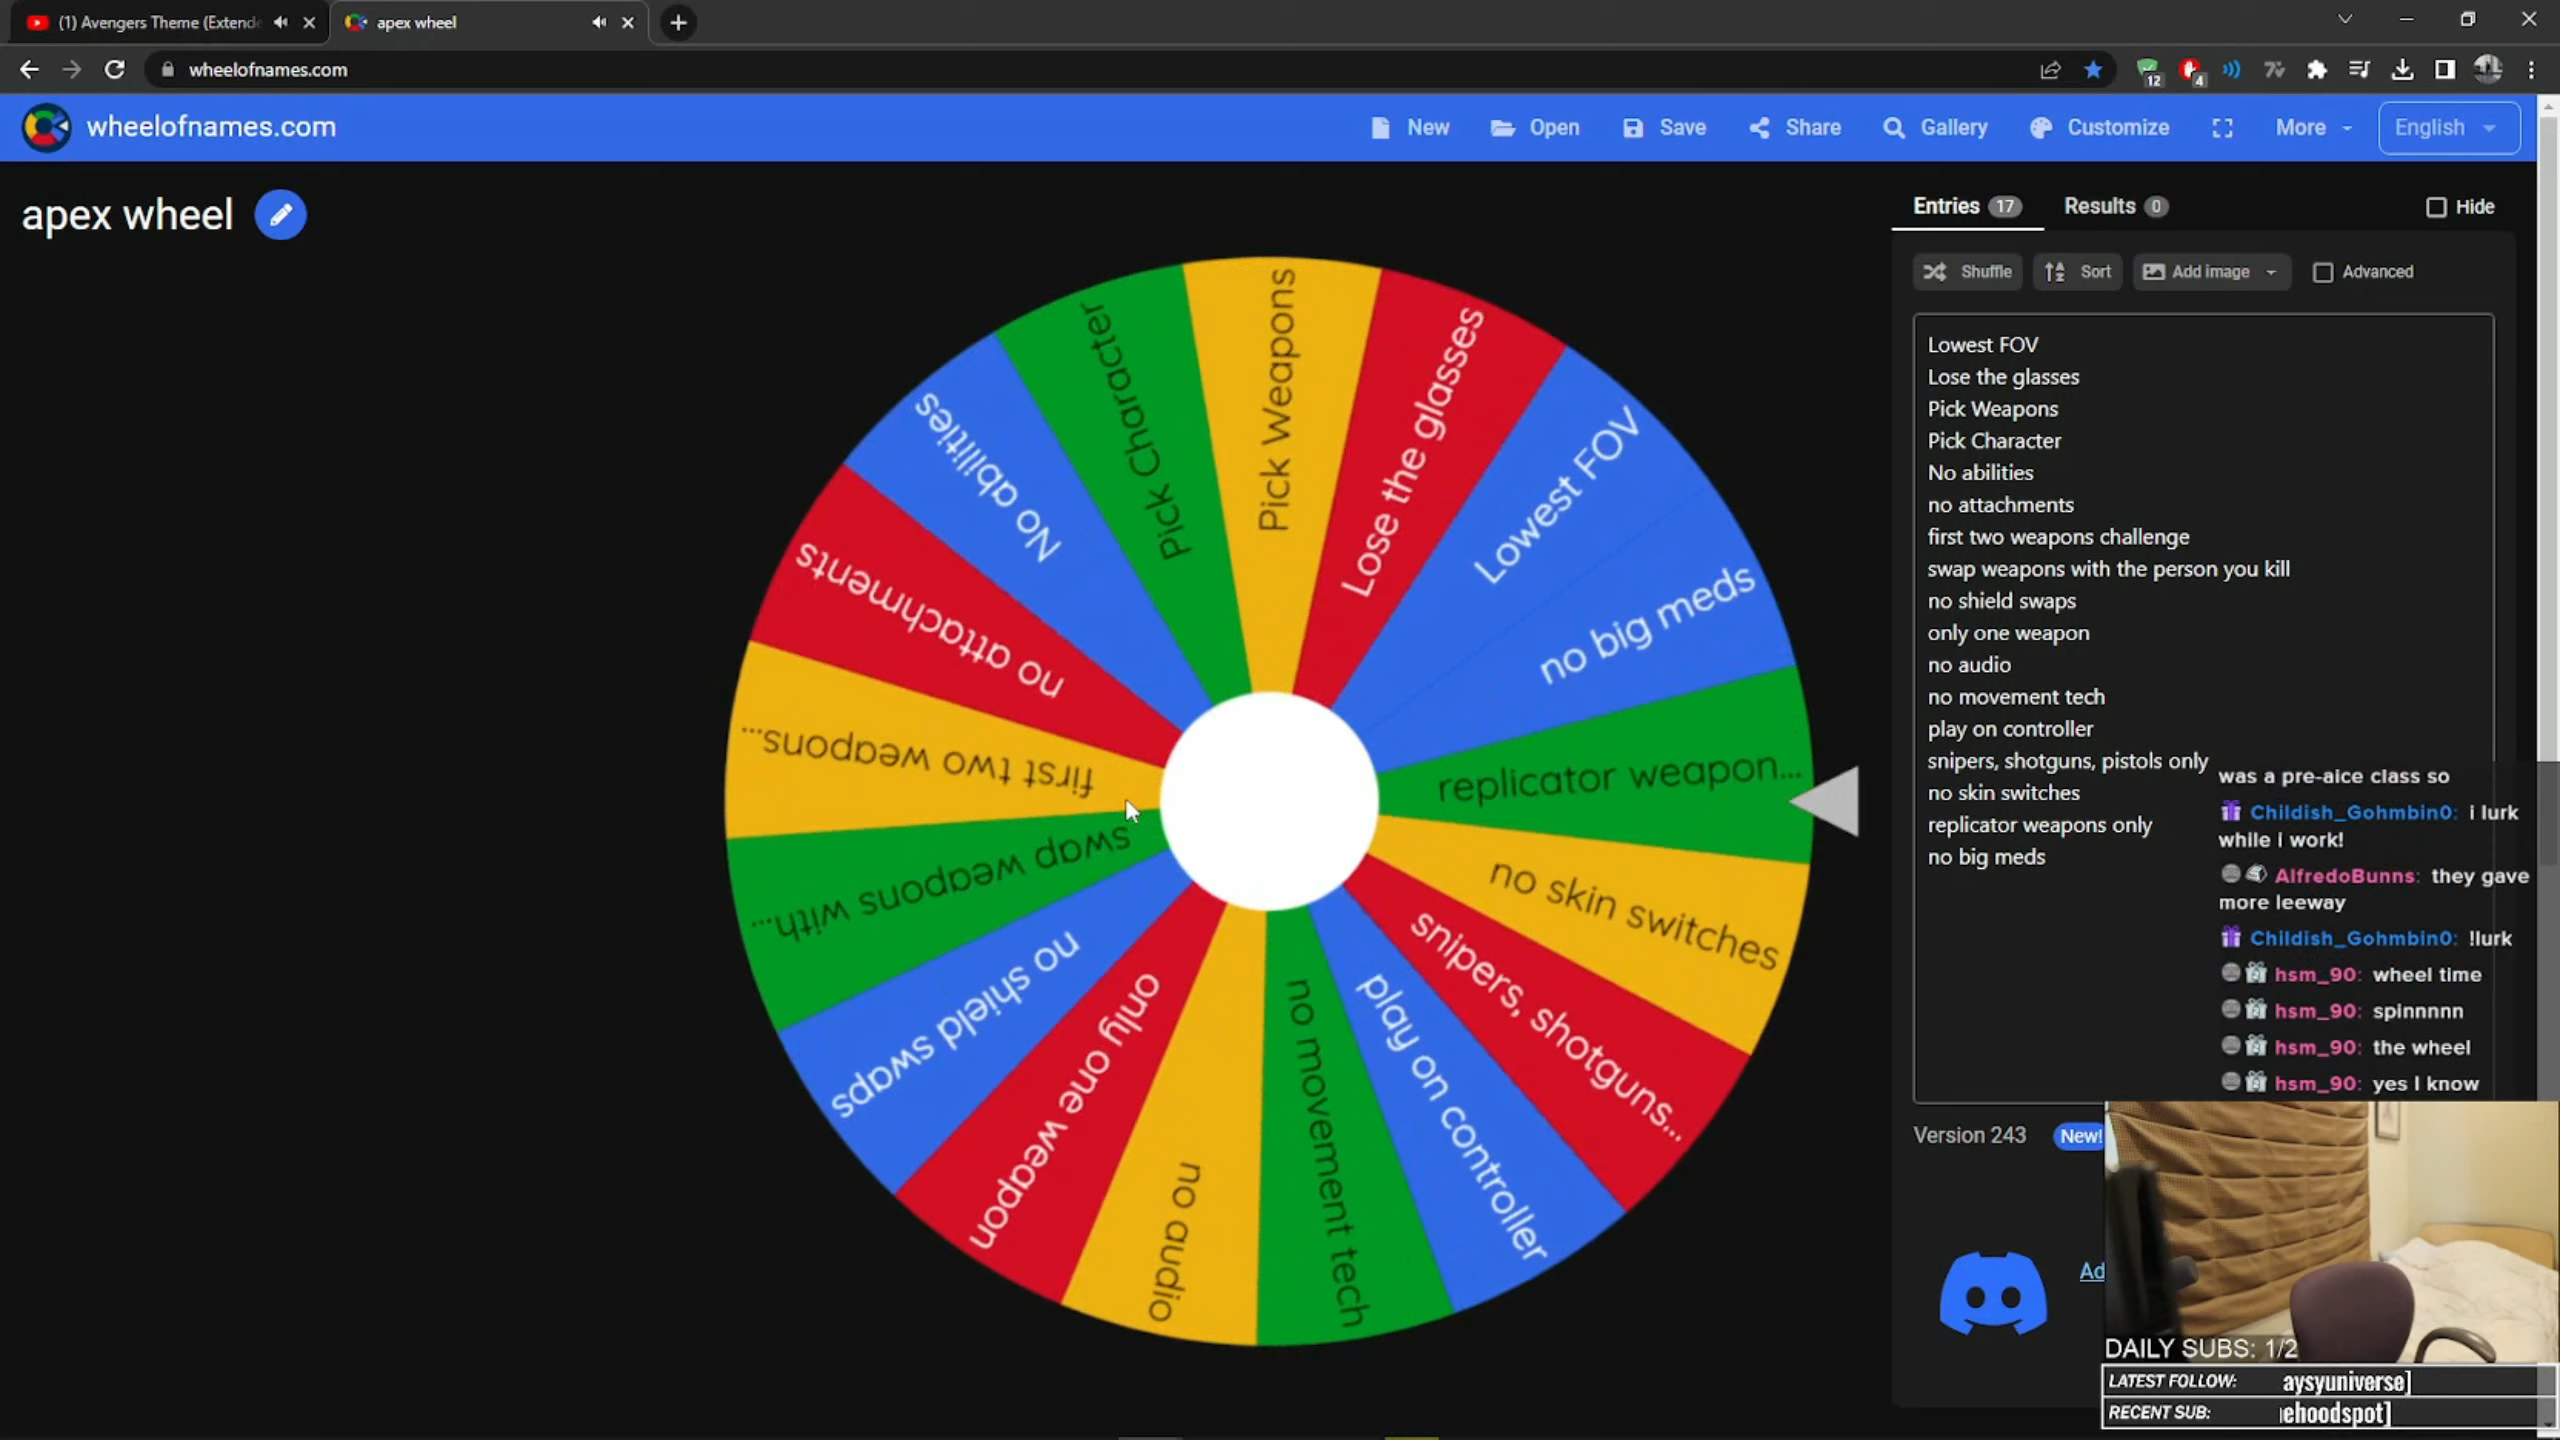 (1) Avengers Theme (Extende
apex wheel
wheelofnames.com
12
4
wheelofnames.com
New
Open
Save
Share
Gallery
Customize
More
English
apex wheel
Entries 17
Results 0
Hide
Shuffle
Sort
Add image
Advanced
Lowest FOV
Lose the glasses
Pick Weapons
Pick Character
No abilities
no attachments
first two weapons challenge
swap weapons with the person you kill
no shield swaps
only one weapon
no audio
no movement tech
play on controller
snipers, shotguns, pistols only
no skin switches
replicator weapons only
no big meds
Pick Weapons
Lose the glasses
Lowest FOV
no big meds
replicator weapon...
no skin switches
snipers, shotguns...
play on controller
no movement tech
no audio
only one weapon
no shield swaps
swap weapons with...
first two weapons...
no attachments
No abilities
Pick Character
was a pre-aice class so
Childish_Gohmbin0: i lurk
while i work!
AlfredoBunns: they gave
more leeway
Childish_Gohmbin0: !lurk
hsm_90: wheel time
hsm_90: spinnnnn
hsm_90: the wheel
hsm_90: yes I know
Version 243
New!
Ad
DAILY SUBS: 1/2
LATEST FOLLOW: aysyuniverse]
RECENT SUB: ehoodspot]